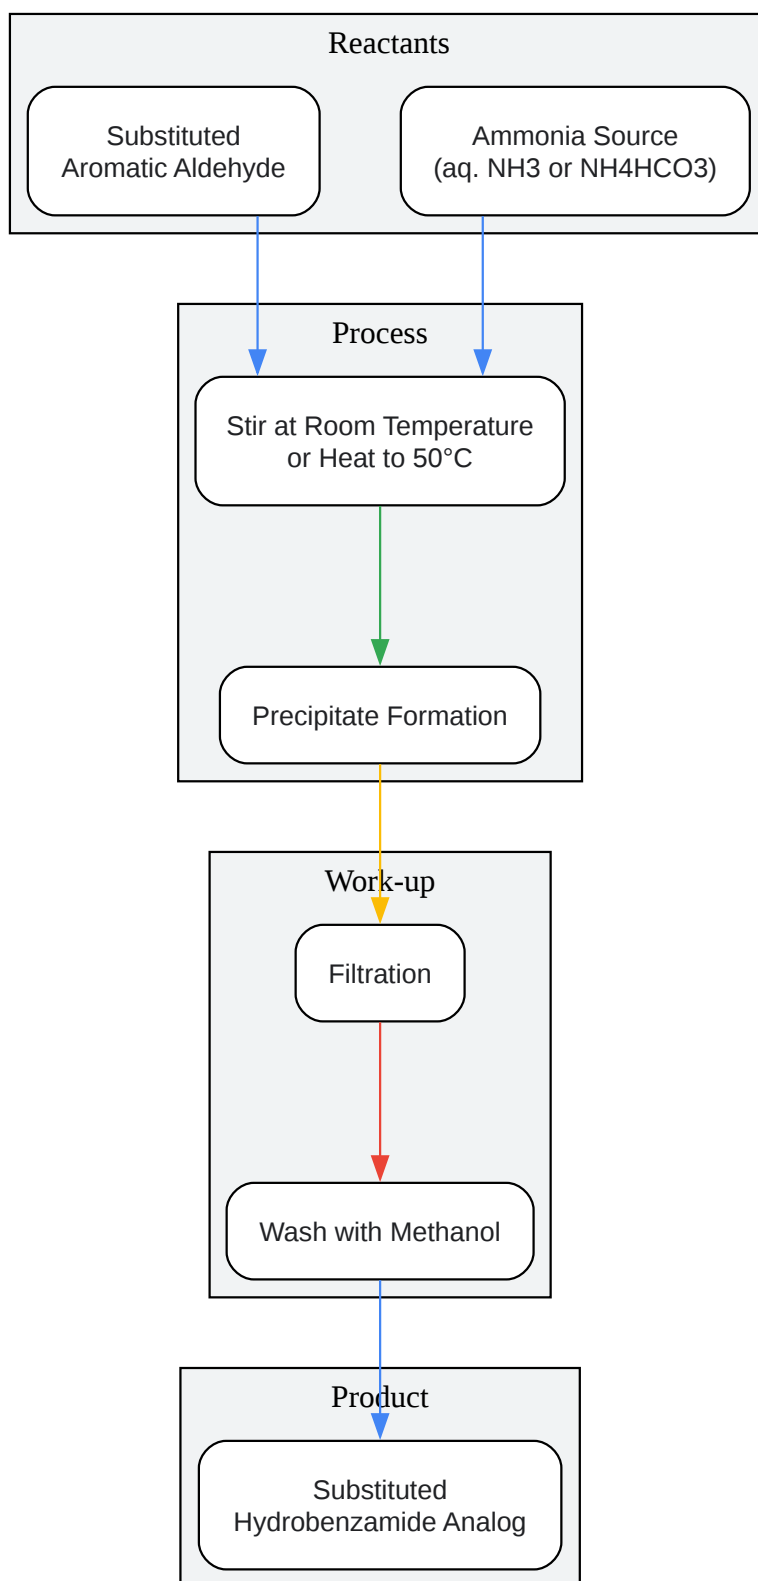 Reactants
Substituted
Aromatic Aldehyde
Ammonia Source
(aq. NH3 or NH4HCO3)
Process
Stir at Room Temperature
or Heat to 50°C
Precipitate Formation
Work-up
Filtration
Wash with Methanol
Product
Substituted
Hydrobenzamide Analog